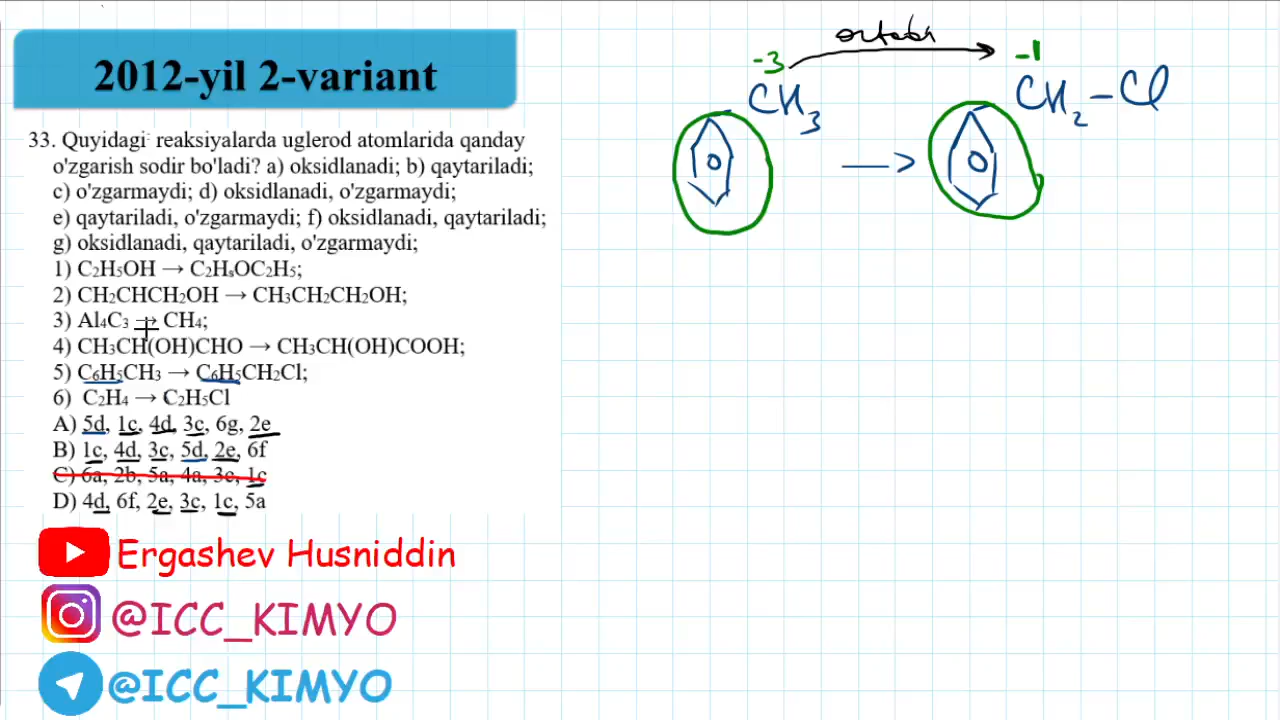 2012-yil 2-variant
33. Quyidagi reaksiyalarda uglerod atomlarida qanday
o'zgarish sodir bo'ladi? a) oksidlanadi; b) qaytariladi;
c) o'zgarmaydi; d) oksidlanadi, o'zgarmaydi;
e) qaytariladi, o'zgarmaydi; f) oksidlanadi, qaytariladi;
g) oksidlanadi, qaytariladi, o'zgarmaydi;
1) C₂H₅OH → C₂H₅OC₂H₅;
2) CH₂CHCH₂OH → CH₃CH₂CH₂OH;
3) Al₄C₃ → CH₄;
4) CH₃CH(OH)CHO → CH₃CH(OH)COOH;
5) C₆H₅CH₃ → C₆H₅CH₂Cl;
6) C₂H₄ → C₂H₅Cl
A) 5d, 1c, 4d, 3c, 6g, 2e
B) 1c, 4d, 3c, 5d, 2e, 6f
C) 6a, 2b, 5a, 4a, 3c, 1c
D) 4d, 6f, 2e, 3c, 1c, 5a
Ergashev Husniddin
@ICC_KIMYO
@ICC_KIMYO
-3 → -1
CH₃ → CH₂-Cl